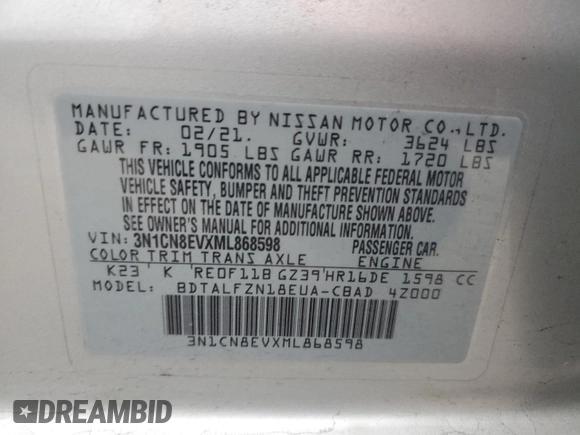 MANUFACTURED BY NISSAN MOTOR CO., LTD.
DATE: 02/21. GVWR: 3624 LBS
GAWR FR: 1905 LBS GAWR RR: 1720 LBS
THIS VEHICLE CONFORMS TO ALL APPLICABLE FEDERAL MOTOR
VEHICLE SAFETY, BUMPER AND THEFT PREVENTION STANDARDS
IN EFFECT ON THE DATE OF MANUFACTURE SHOWN ABOVE.
SEE OWNER'S MANUAL FOR ADDITIONAL INFORMATION.
VIN: 3N1CN8EVXML868598 PASSENGER CAR.
COLOR TRIM TRANS AXLE ENGINE
K23 K RE0F11B GZ39 HR16DE 1598 CC
MODEL: BDTALFZN18EUA-CBAD 4Z000
3N1CN8EVXML868598
DREAMBID